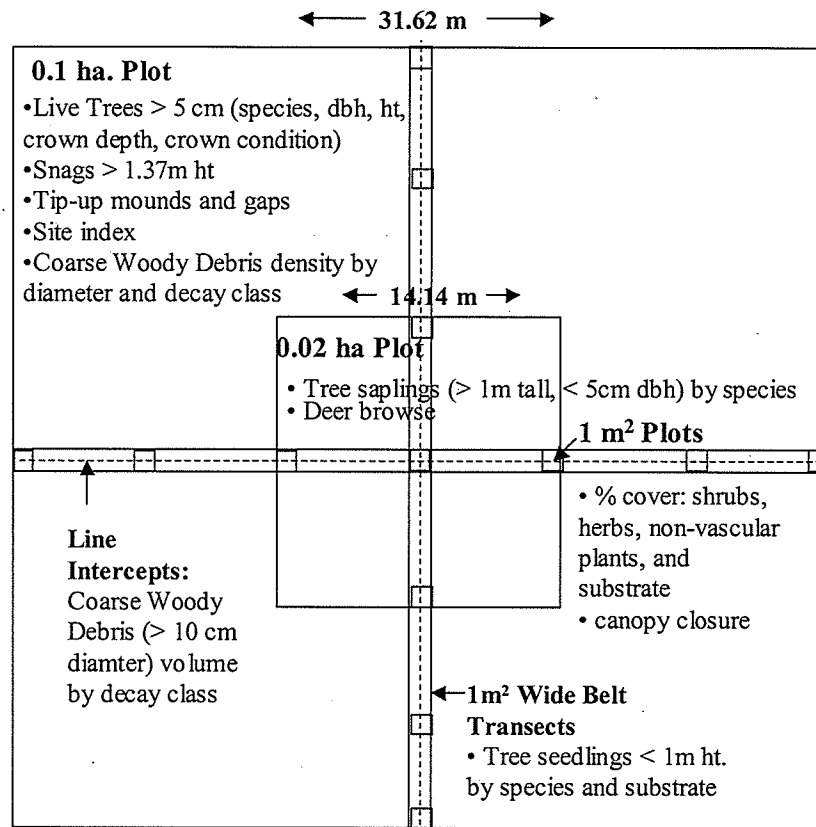 31.62 m
0.1 ha. Plot
•Live Trees > 5 cm (species, dbh, ht,
crown depth, crown condition)
•Snags > 1.37m ht
•Tip-up mounds and gaps
•Site index
•Coarse Woody Debris density by
diameter and decay class
14.14 m
0.02 ha Plot
• Tree saplings (> 1m tall, < 5cm dbh) by species
• Deer browse
1 m² Plots
• % cover: shrubs,
herbs, non-vascular
plants, and
substrate
• canopy closure
Line
Intercepts:
Coarse Woody
Debris (> 10 cm
diamter) volume
by decay class
1m² Wide Belt
Transects
• Tree seedlings < 1m ht.
by species and substrate